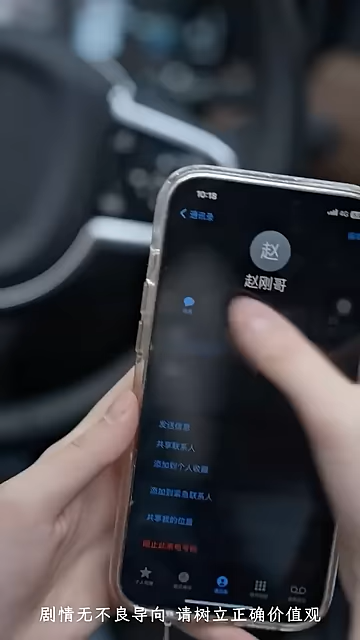 10:18
4G
通讯录
赵
赵刚哥
发送信息
共享联系人
添加到个人收藏
添加到紧急联系人
共享我的位置
阻止此来电号码
剧情无不良导向 请树立正确价值观